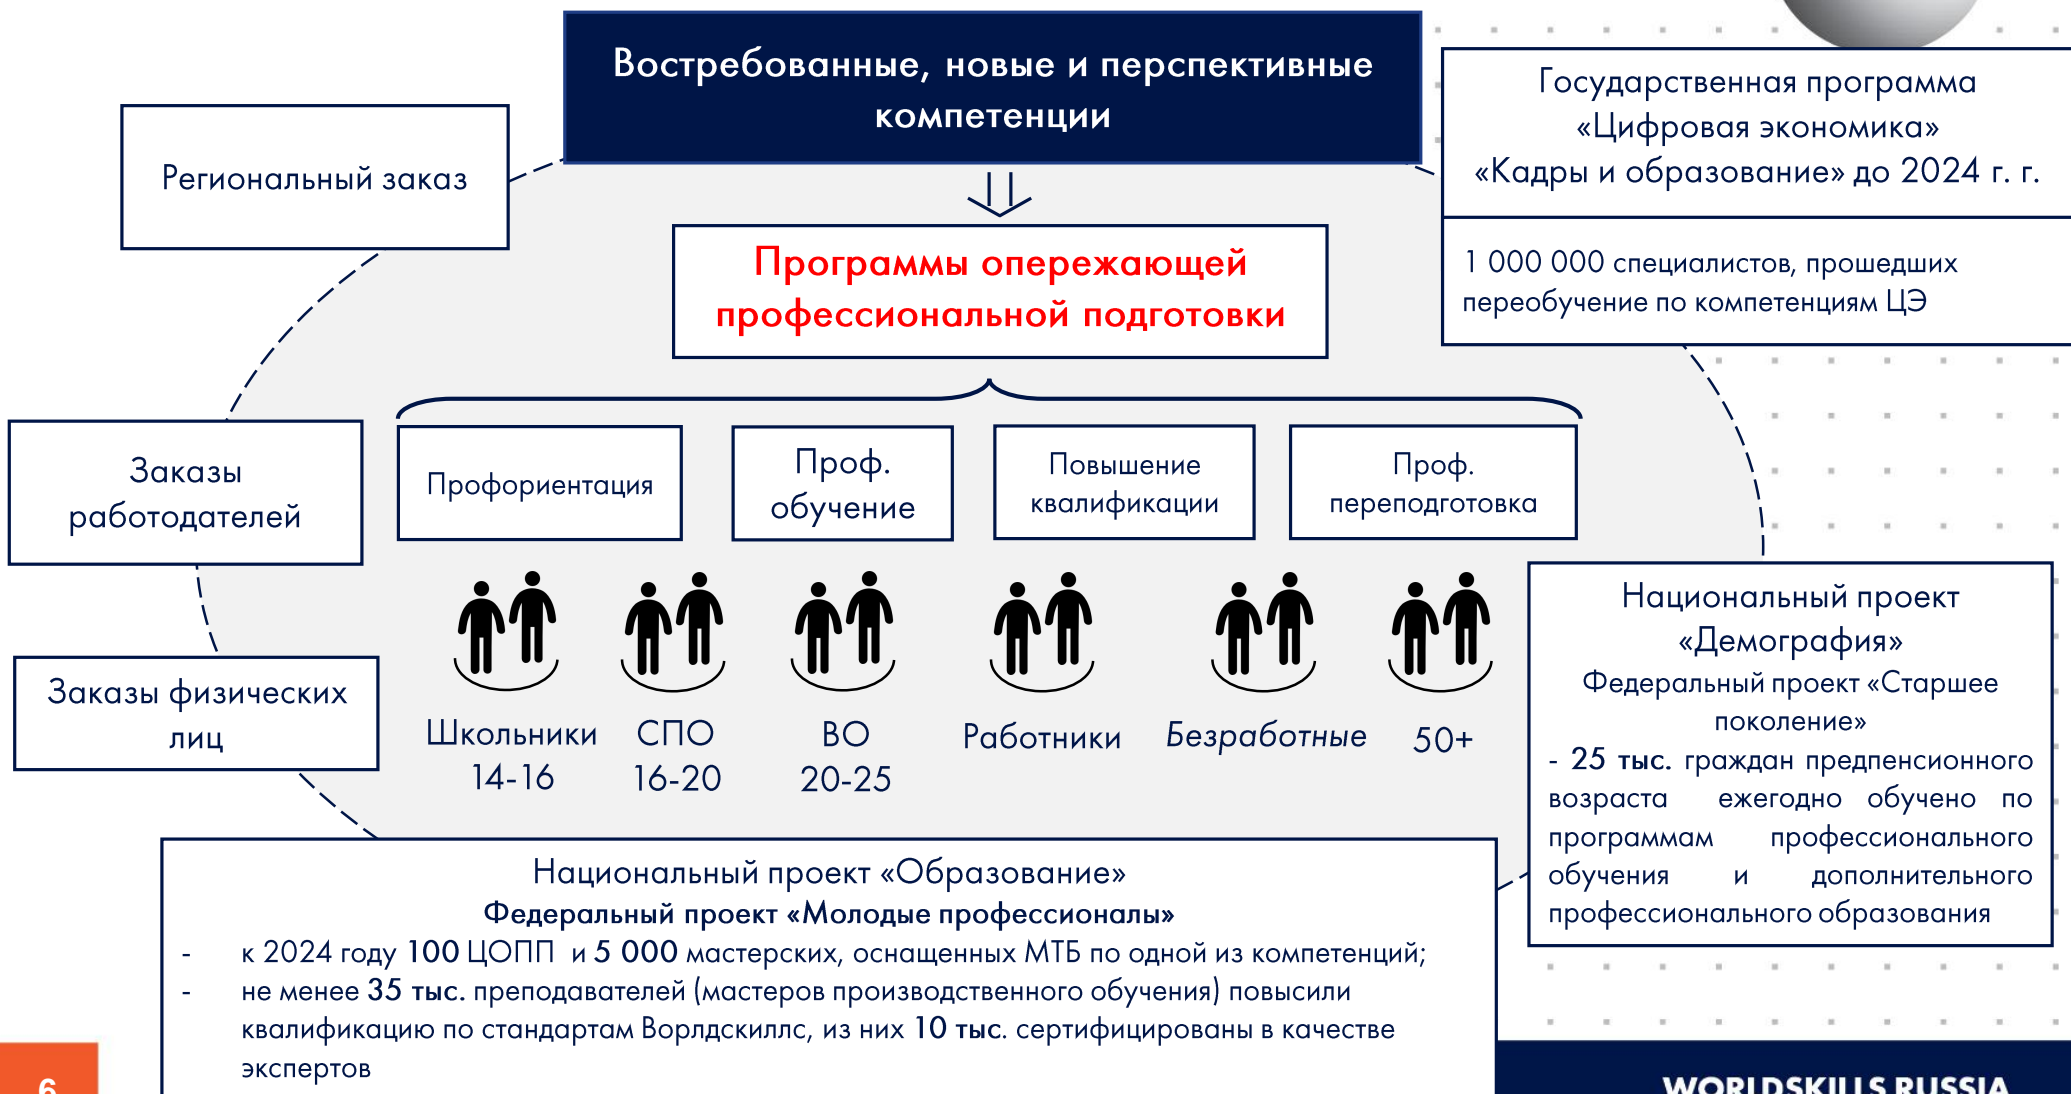 Востребованные, новые и перспективные
компетенции
Государственная программа
«Цифровая экономика»
«Кадры и образование» до 2024 г. г.
1 000 000 специалистов, прошедших
переобучение по компетенциям ЦЭ
Региональный заказ
Программы опережающей
профессиональной подготовки
Заказы
работодателей
Профориентация
Проф.
обучение
Повышение
квалификации
Проф.
переподготовка
Заказы физических
лиц
Школьники
14-16
СПО
16-20
ВО
20-25
Работники
Безработные
50+
Национальный проект
«Демография»
Федеральный проект «Старшее
поколение»
- 25 тыс. граждан предпенсионного
возраста ежегодно обучено по
программам профессионального
обучения и дополнительного
профессионального образования
Национальный проект «Образование»
Федеральный проект «Молодые профессионалы»
- к 2024 году 100 ЦОПП и 5 000 мастерских, оснащенных МТБ по одной из компетенций;
- не менее 35 тыс. преподавателей (мастеров производственного обучения) повысили
квалификацию по стандартам Ворлдскиллс, из них 10 тыс. сертифицированы в качестве
экспертов
6
WORLDSKILLS RUSSIA